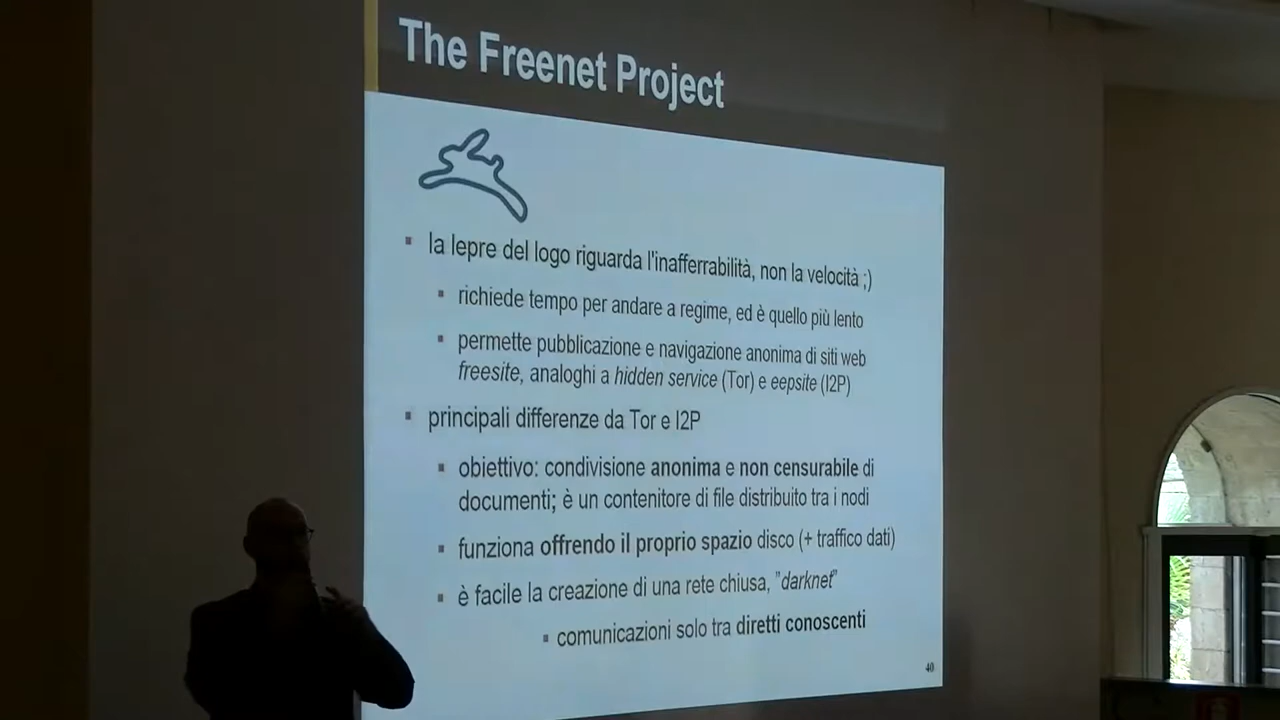 The Freenet Project
la lepre del logo riguarda l'inafferrabilità, non la velocità ;)
richiede tempo per andare a regime, ed è quello più lento
permette pubblicazione e navigazione anonima di siti web
freesite, analoghi a hidden service (Tor) e eepsite (I2P)
principali differenze da Tor e I2P
obiettivo: condivisione anonima e non censurabile di
documenti; è un contenitore di file distribuito tra i nodi
funziona offrendo il proprio spazio disco (+ traffico dati)
è facile la creazione di una rete chiusa, "darknet"
comunicazioni solo tra diretti conoscenti
40